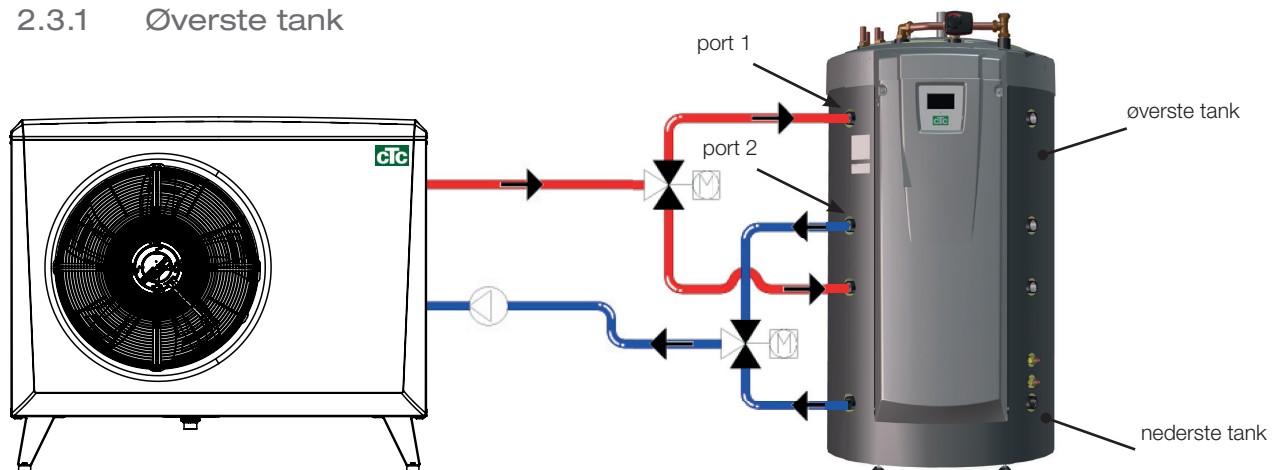 2.3.1 Øverste tank
port 1
øverste tank
cTc
port 2
cTc
M
M
nederste tank